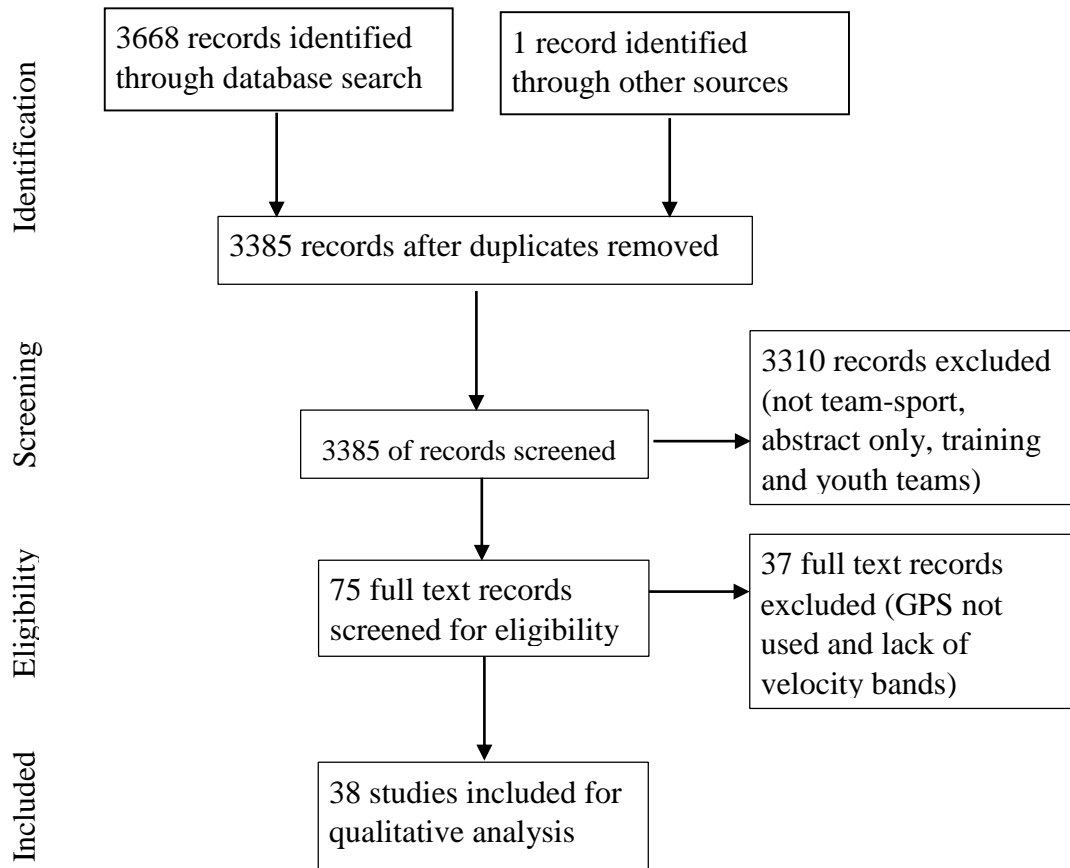 Identification
3668 records identified
through database search
1 record identified
through other sources
3385 records after duplicates removed
Screening
3385 of records screened
3310 records excluded
(not team-sport,
abstract only, training
and youth teams)
Eligibility
75 full text records
screened for eligibility
37 full text records
excluded (GPS not
used and lack of
velocity bands)
Included
38 studies included for
qualitative analysis